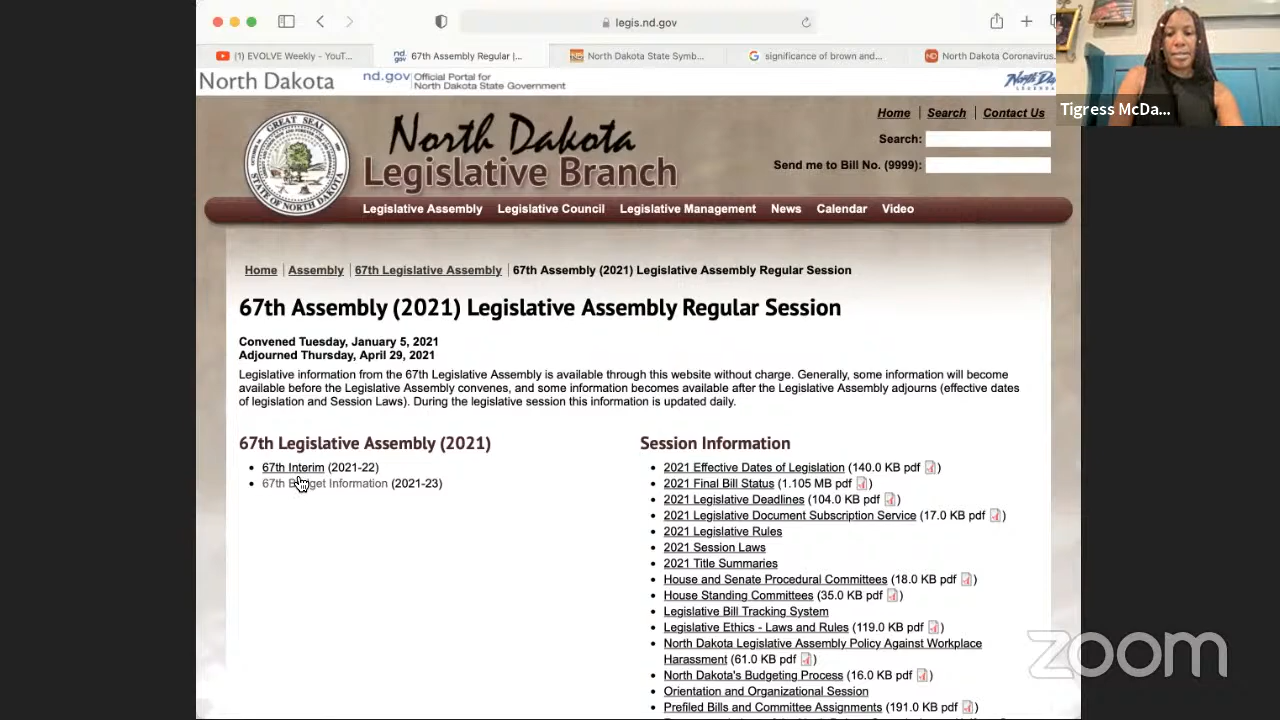 legis.nd.gov
(1) EVOLVE Weekly - YouT...
nd.gov
67th Assembly Regular |...
North Dakota State Symb...
significance of brown and...
North Dakota Coronavirus.
North Dakota
nd.gov
Official Portal for
North Dakota State Government
Tigress McDa...
Home
Search
Contact Us
Search:
Send me to Bill No. (9999):
GREAT SEAL
STATE OF NORTH DAKOTA
North Dakota
Legislative Branch
Legislative Assembly
Legislative Council
Legislative Management
News
Calendar
Video
Home | Assembly | 67th Legislative Assembly | 67th Assembly (2021) Legislative Assembly Regular Session
67th Assembly (2021) Legislative Assembly Regular Session
Convened Tuesday, January 5, 2021
Adjourned Thursday, April 29, 2021
Legislative information from the 67th Legislative Assembly is available through this website without charge. Generally, some information will become
available before the Legislative Assembly convenes, and some information becomes available after the Legislative Assembly adjourns (effective dates
of legislation and Session Laws). During the legislative session this information is updated daily.
67th Legislative Assembly (2021)
67th Interim (2021-22)
67th Budget Information (2021-23)
Session Information
2021 Effective Dates of Legislation (140.0 KB pdf )
2021 Final Bill Status (1.105 MB pdf )
2021 Legislative Deadlines (104.0 KB pdf )
2021 Legislative Document Subscription Service (17.0 KB pdf )
2021 Legislative Rules
2021 Session Laws
2021 Title Summaries
House and Senate Procedural Committees (18.0 KB pdf )
House Standing Committees (35.0 KB pdf )
Legislative Bill Tracking System
Legislative Ethics - Laws and Rules (119.0 KB pdf )
North Dakota Legislative Assembly Policy Against Workplace
Harassment (61.0 KB pdf )
North Dakota's Budgeting Process (16.0 KB pdf )
Orientation and Organizational Session
Prefiled Bills and Committee Assignments (191.0 KB pdf )
zoom